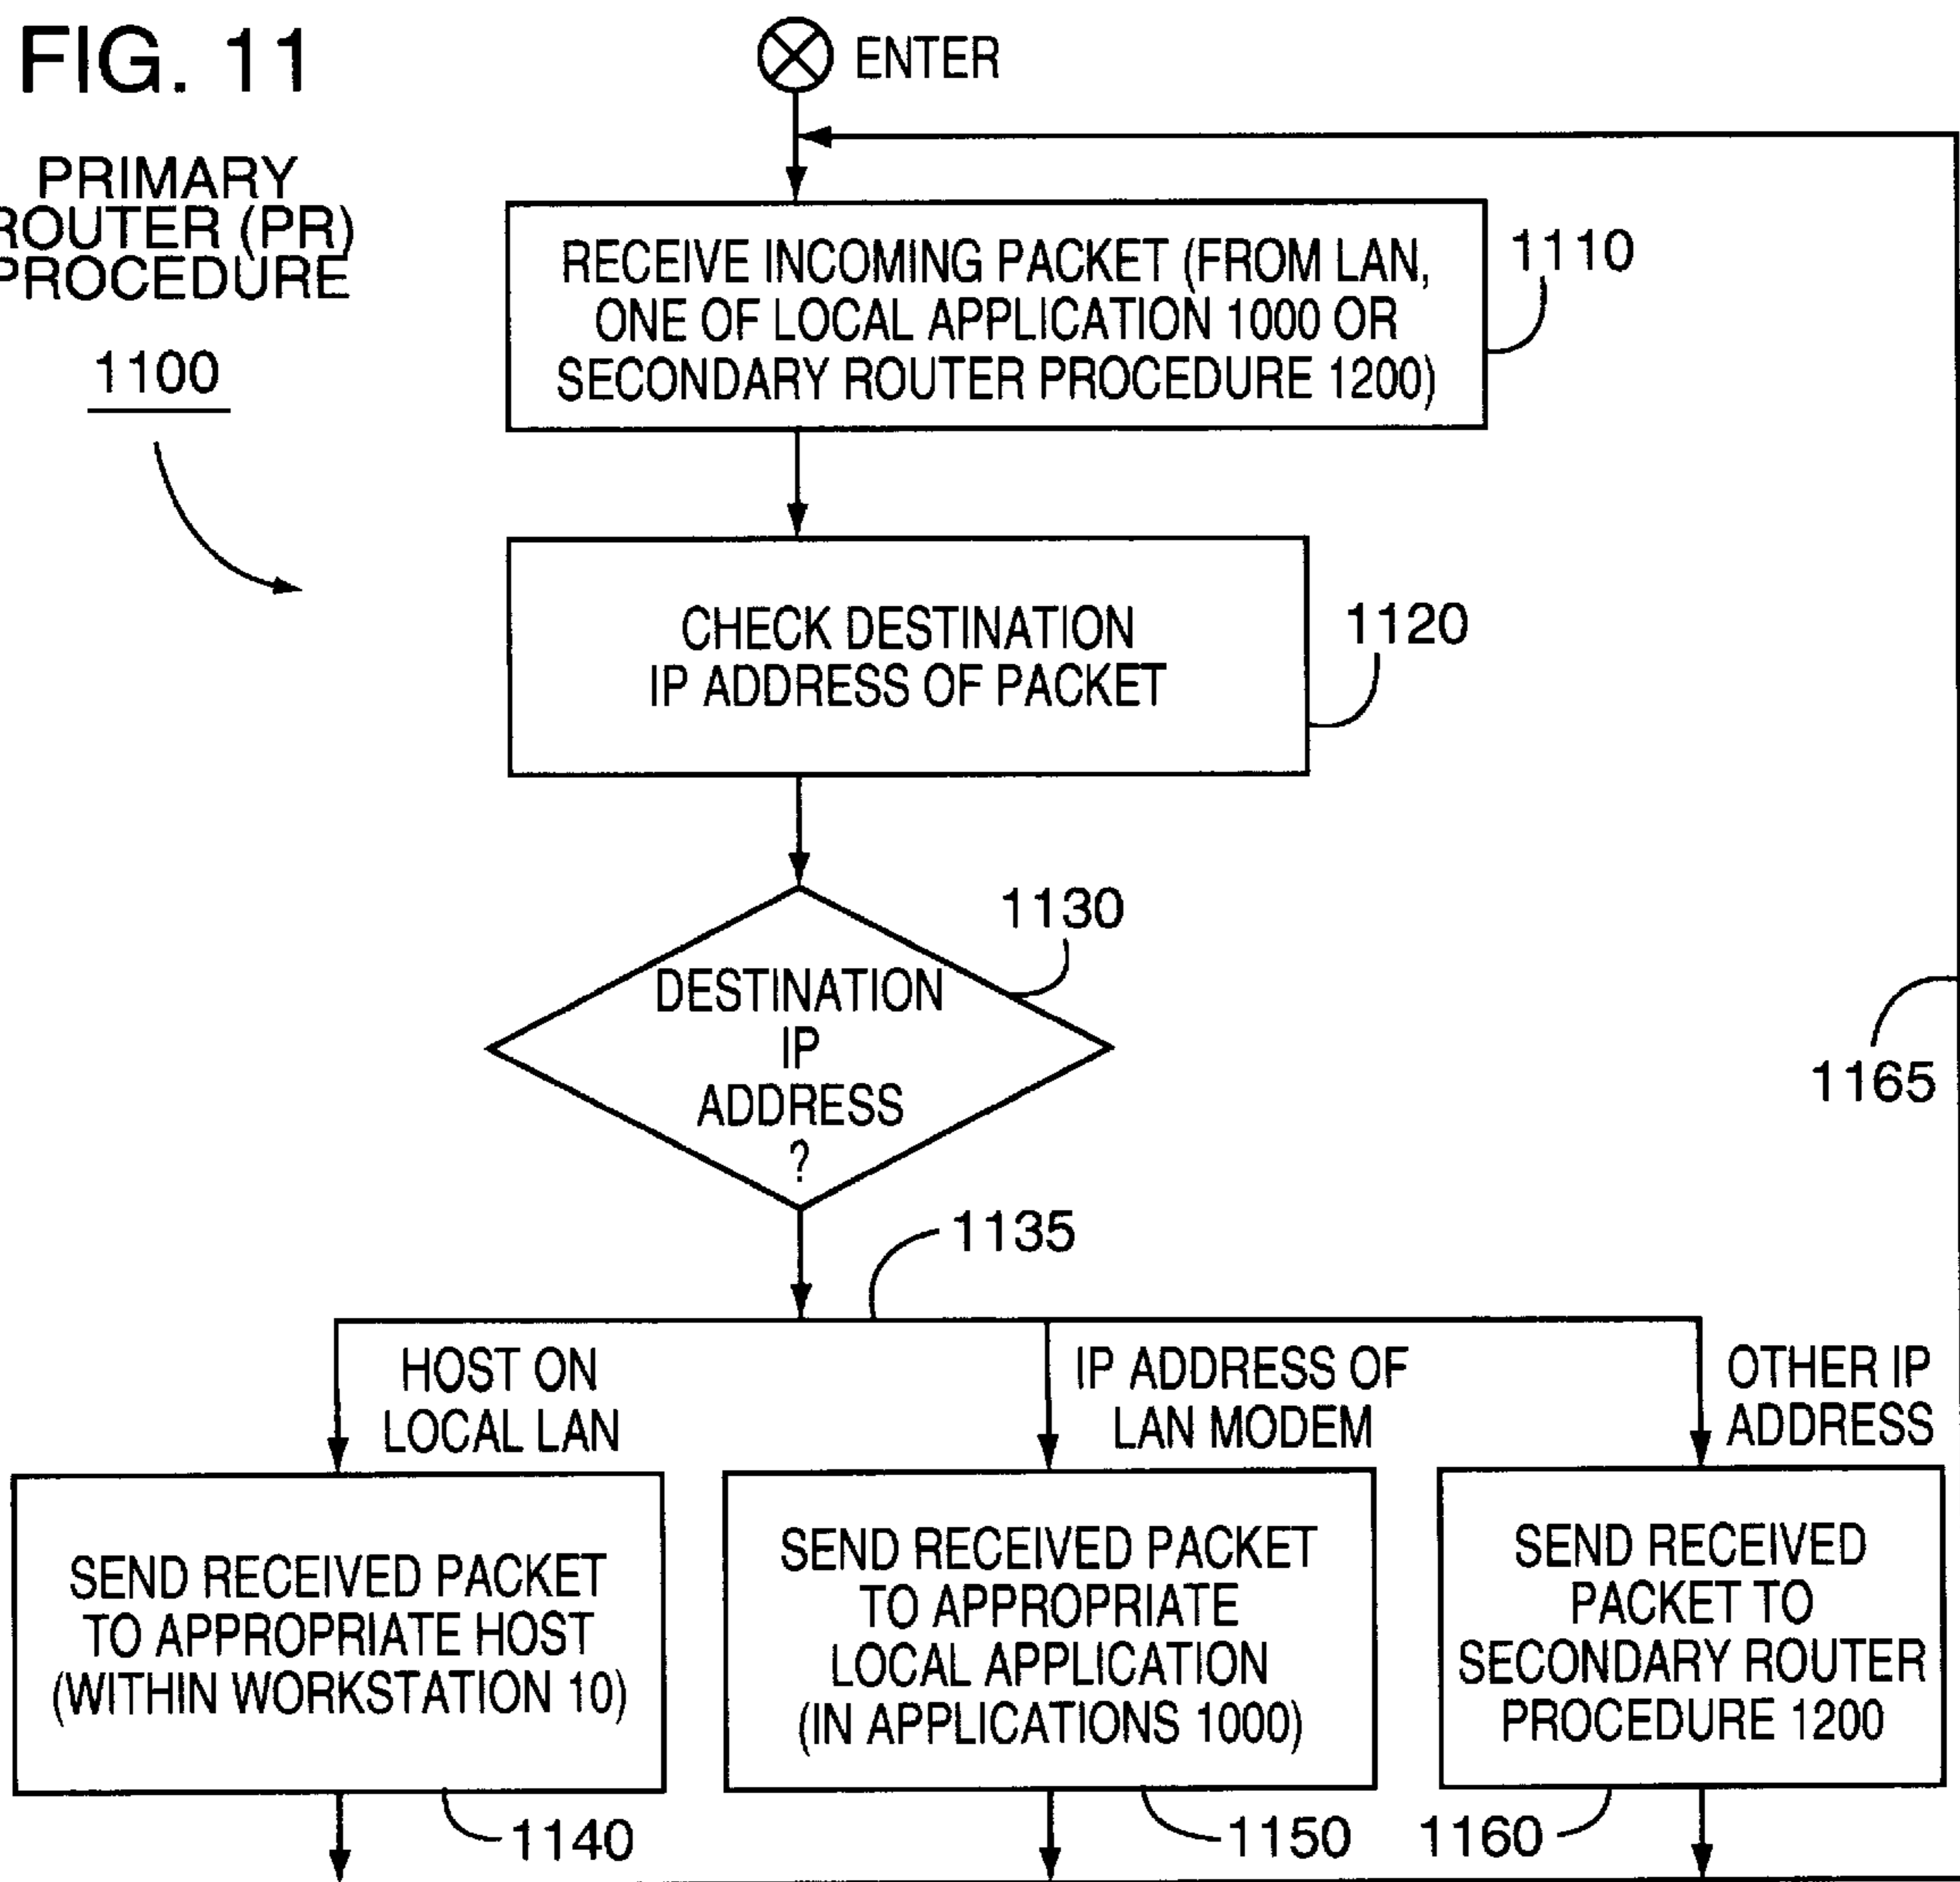 FIG. 11
ENTER
PRIMARY
ROUTER (PR)
PROCEDURE
1100
RECEIVE INCOMING PACKET (FROM LAN,
ONE OF LOCAL APPLICATION 1000 OR
SECONDARY ROUTER PROCEDURE 1200)
1110
CHECK DESTINATION
IP ADDRESS OF PACKET
1120
1130
DESTINATION
IP
ADDRESS
?
1165
1135
HOST ON
LOCAL LAN
IP ADDRESS OF
LAN MODEM
OTHER IP
ADDRESS
SEND RECEIVED PACKET
TO APPROPRIATE HOST
(WITHIN WORKSTATION 10)
SEND RECEIVED PACKET
TO APPROPRIATE
LOCAL APPLICATION
(IN APPLICATIONS 1000)
SEND RECEIVED
PACKET TO
SECONDARY ROUTER
PROCEDURE 1200
1140
1150
1160